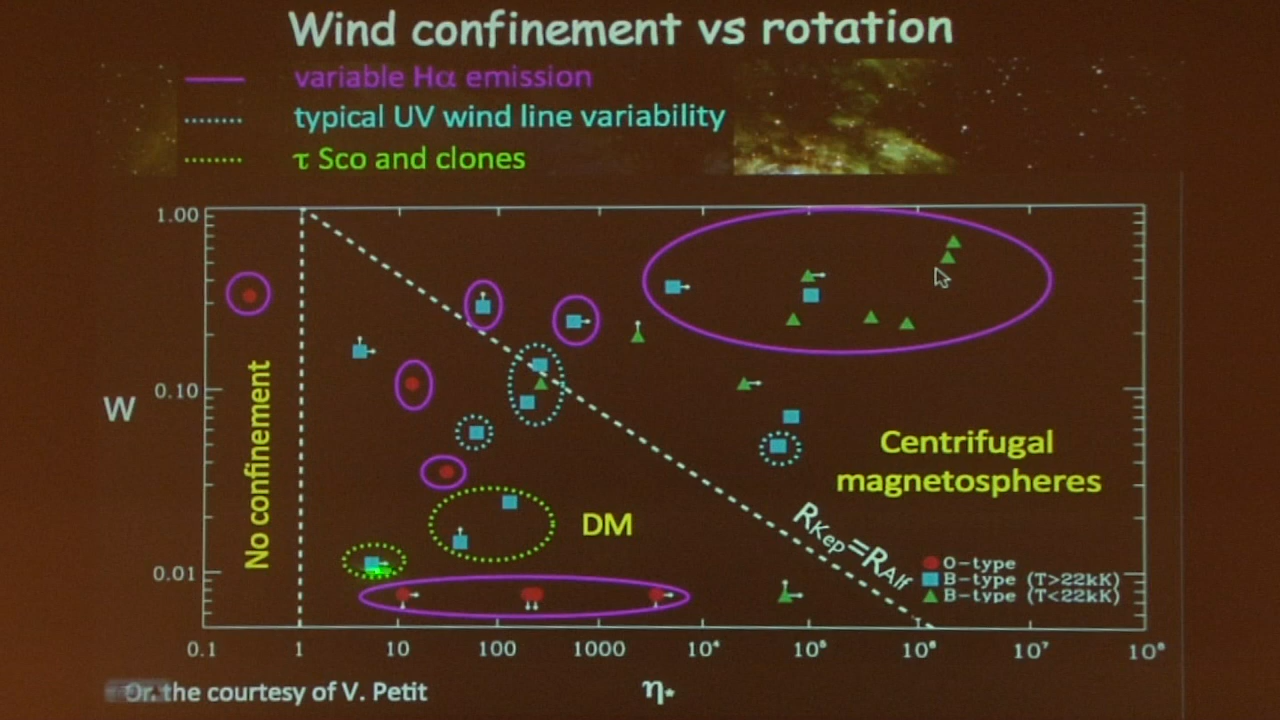 Wind confinement vs rotation
variable Hα emission
typical UV wind line variability
τ Sco and clones
1.00
0.10
0.01
W
No confinement
DM
Centrifugal
magnetospheres
R_Kep=R_Alf
O-type
B-type (T>22kK)
B-type (T<22kK)
0.1 1 10 100 1000 10⁴ 10⁵ 10⁶ 10⁷ 10⁸
the courtesy of V. Petit
η*